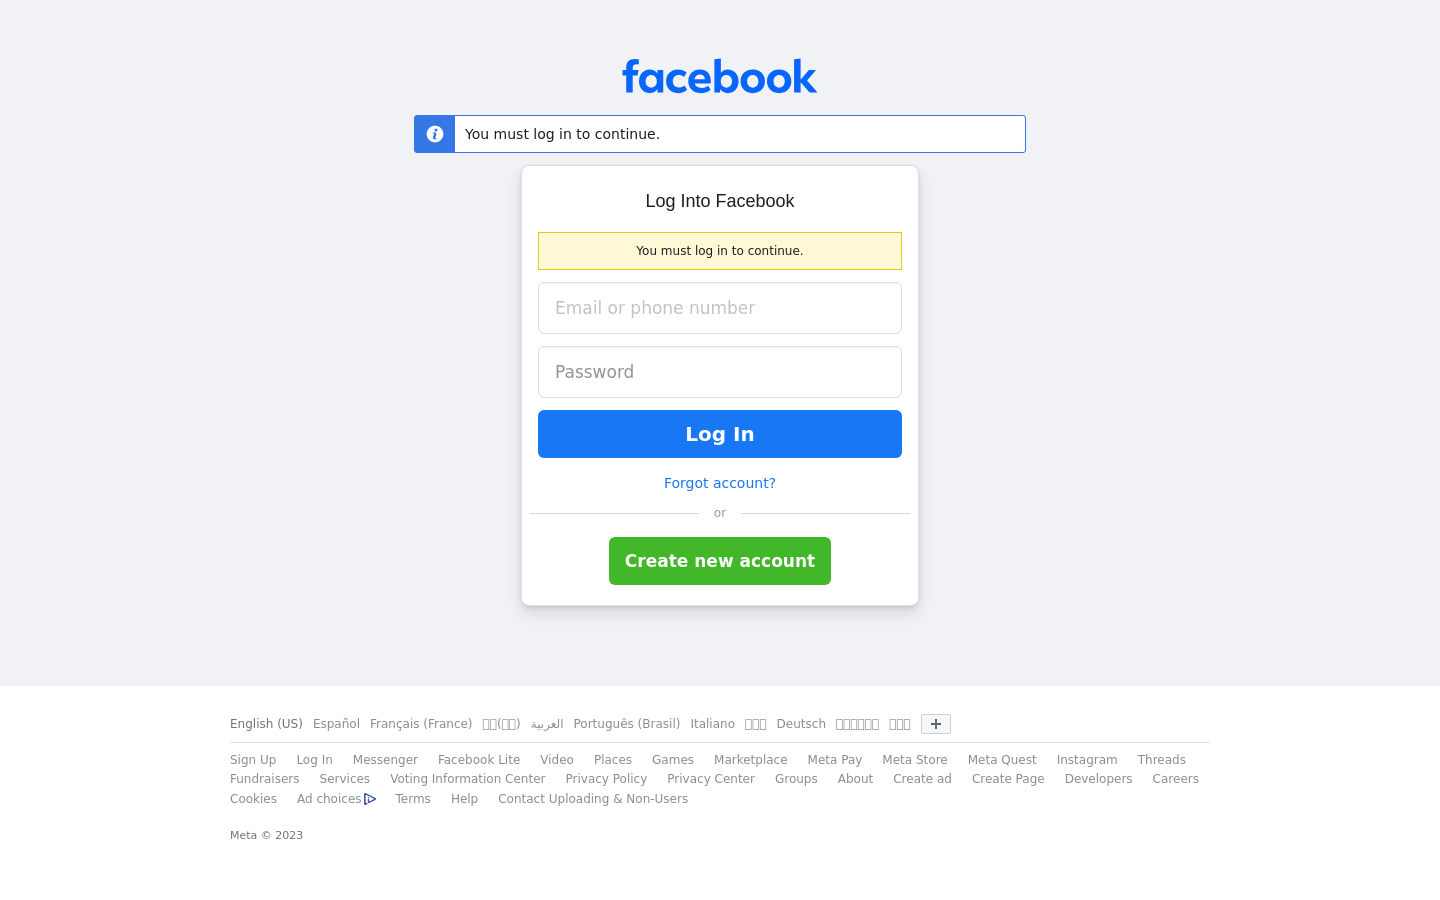 facebook
You must log in to continue.
Log Into Facebook
You must log in to continue.
Email or phone number
Password
Log In
Forgot account?
or
Create new account
English (US) Español Français (France) العربية Português (Brasil) Italiano Deutsch
Sign Up Log In Messenger Facebook Lite Video Places Games Marketplace Meta Pay Meta Store Meta Quest Instagram Threads
Fundraisers Services Voting Information Center Privacy Policy Privacy Center Groups About Create ad Create Page Developers Careers
Cookies Ad choices Terms Help Contact Uploading & Non-Users
Meta © 2023